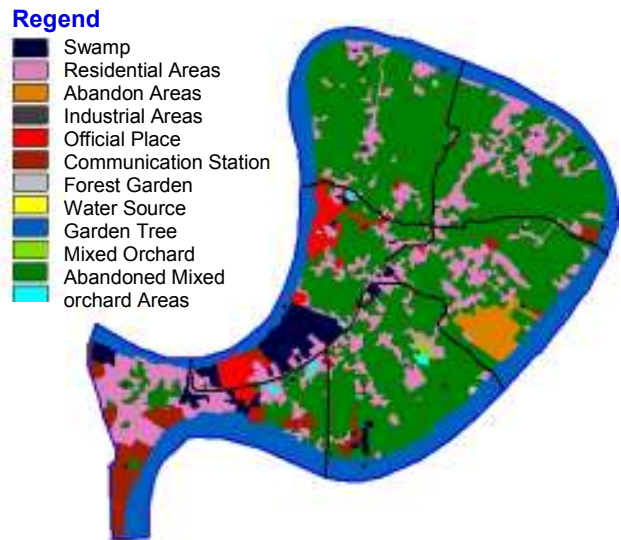 Regend
Swamp
Residential Areas
Abandon Areas
Industrial Areas
Official Place
Communication Station
Forest Garden
Water Source
Garden Tree
Mixed Orchard
Abandoned Mixed
orchard Areas